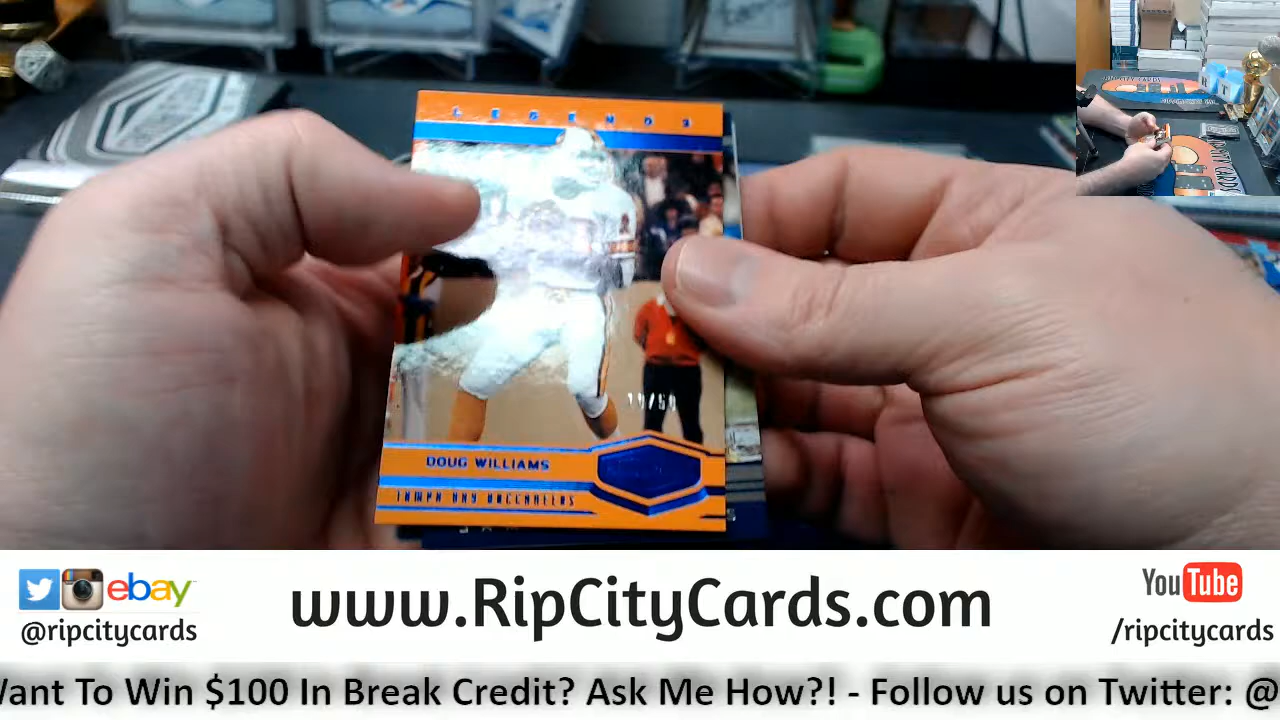 LEGENDS
DOUG WILLIAMS
TAMPA BAY BUCCANEERS
ebay
@ripcitycards
www.RipCityCards.com
YouTube
/ripcitycards
Want To Win $100 In Break Credit? Ask Me How?! - Follow us on Twitter: @